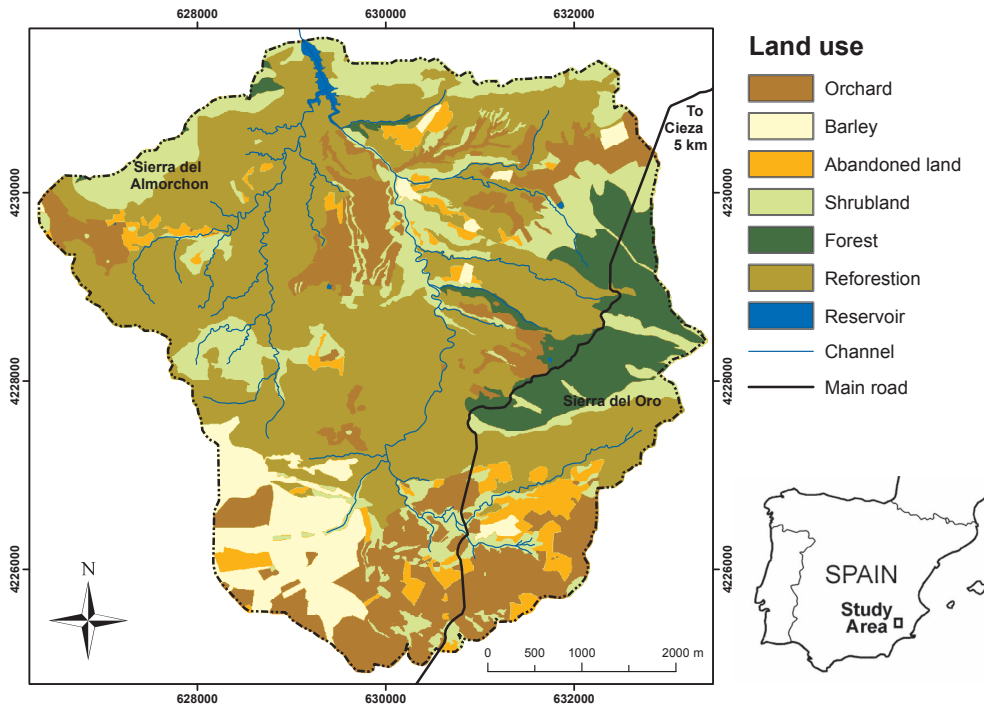 628000
630000
632000
4230000
4228000
4226000
Sierra del
Almorchon
To
Cieza
5 km
Sierra del Oro
N
0
500
1000
2000 m
4230000
4228000
4226000
628000
630000
632000
Land use
Orchard
Barley
Abandoned land
Shrubland
Forest
Reforestion
Reservoir
Channel
Main road
SPAIN
Study
Area